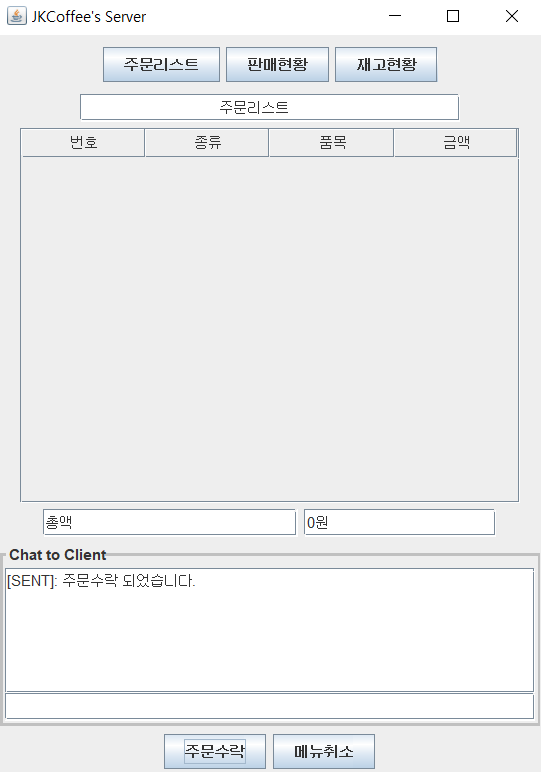 JKCoffee's Server
주문리스트 판매현황 재고현황
주문리스트
번호 종류 품목 금액
총액 0원
Chat to Client
[SENT]: 주문수락 되었습니다.
주문수락 메뉴취소